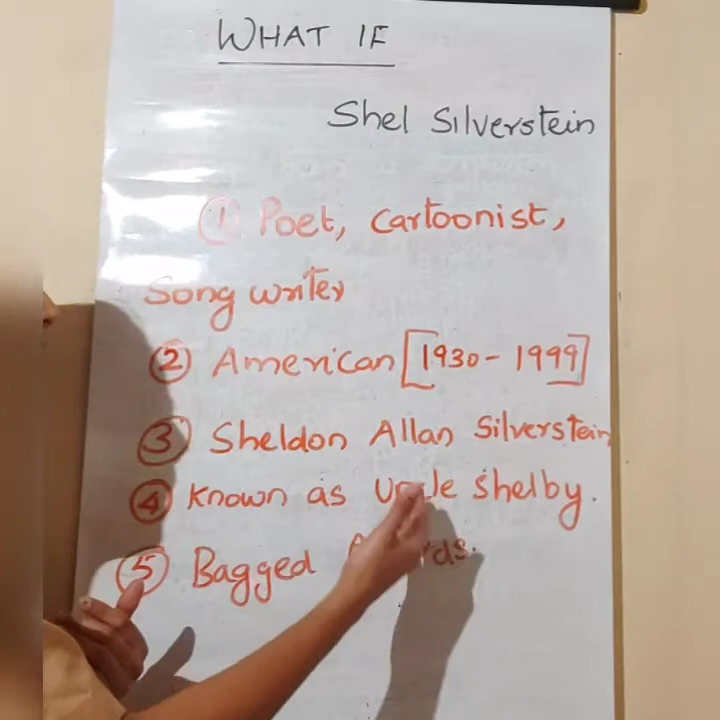 WHAT IF
Shel Silverstein
① Poet, cartoonist,
Song writer
② American [1930 - 1999]
③ Sheldon Allan Silverstein
④ Known as Uncle Shelby.
⑤ Bagged